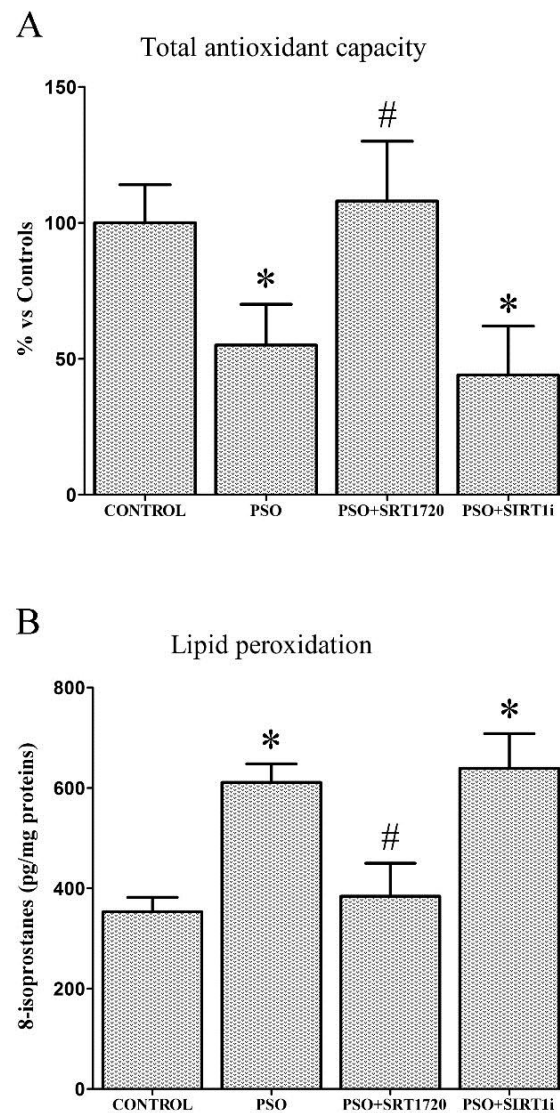 A
Total antioxidant capacity
% vs Controls
150
100
50
0
#
*
*
CONTROL
PSO
PSO+SRT1720
PSO+SIRT1i
B
Lipid peroxidation
8-isoprostanes (pg/mg proteins)
800
600
400
200
0
*
*
#
CONTROL
PSO
PSO+SRT1720
PSO+SIRT1i